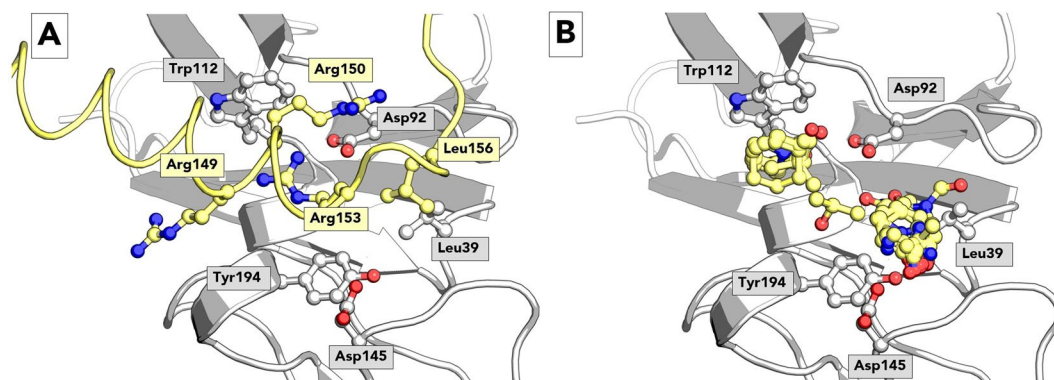 A
Trp112
Arg150
Asp92
Arg149
Leu156
Arg153
Leu39
Tyr194
Asp145
B
Trp112
Asp92
Leu39
Tyr194
Asp145